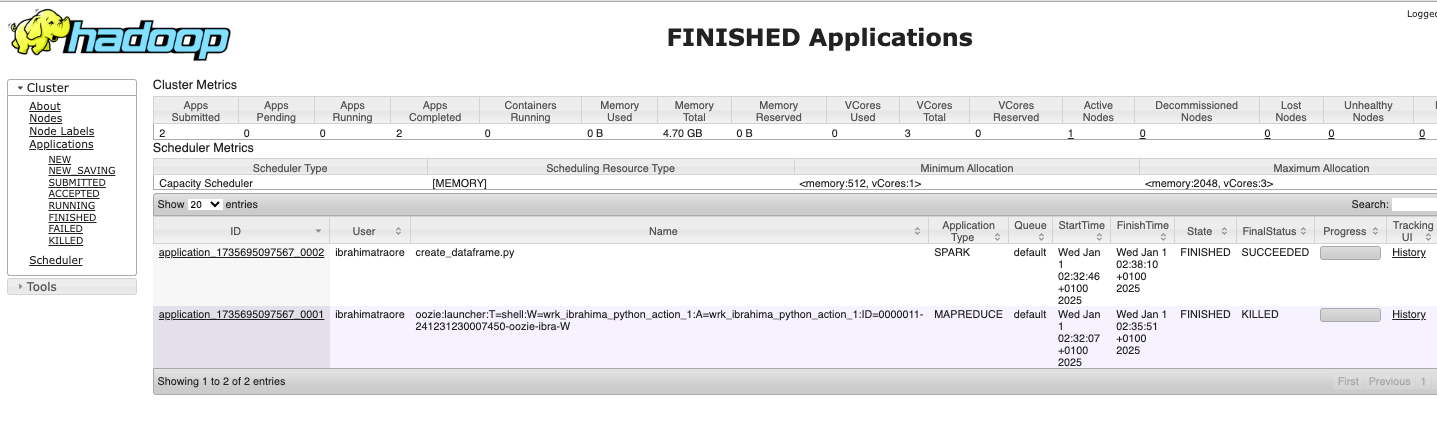 hadoop
Logged
FINISHED Applications
Cluster
About
Nodes
Node Labels
Applications
NEW
NEW_SAVING
SUBMITTED
ACCEPTED
RUNNING
FINISHED
FAILED
KILLED
Scheduler
Tools
Cluster Metrics
Apps Submitted Apps Pending Apps Running Apps Completed Containers Running Memory Used Memory Total Memory Reserved VCores Used VCores Total VCores Reserved Active Nodes Decommissioned Nodes Lost Nodes Unhealthy Nodes
2 0 0 2 0 0 B 4.70 GB 0 B 0 3 0 1 0 0 0 0
Scheduler Metrics
Scheduler Type Scheduling Resource Type Minimum Allocation Maximum Allocation
Capacity Scheduler [MEMORY] <memory:512, vCores:1> <memory:2048, vCores:3>
Show 20 entries Search:
ID User Name Application Type Queue StartTime FinishTime State FinalStatus Progress Tracking UI
application_1735695097567_0002 ibrahimatraore create_dataframe.py SPARK default Wed Jan 1 02:32:46 +0100 2025 Wed Jan 1 02:38:10 +0100 2025 FINISHED SUCCEEDED History
application_1735695097567_0001 ibrahimatraore oozie:launcher:T=shell:W=wrk_ibrahima_python_action_1:A=wrk_ibrahima_python_action_1:ID=0000011-241231230007450-oozie-ibra-W MAPREDUCE default Wed Jan 1 02:32:07 +0100 2025 Wed Jan 1 02:35:51 +0100 2025 FINISHED KILLED History
Showing 1 to 2 of 2 entries First Previous 1